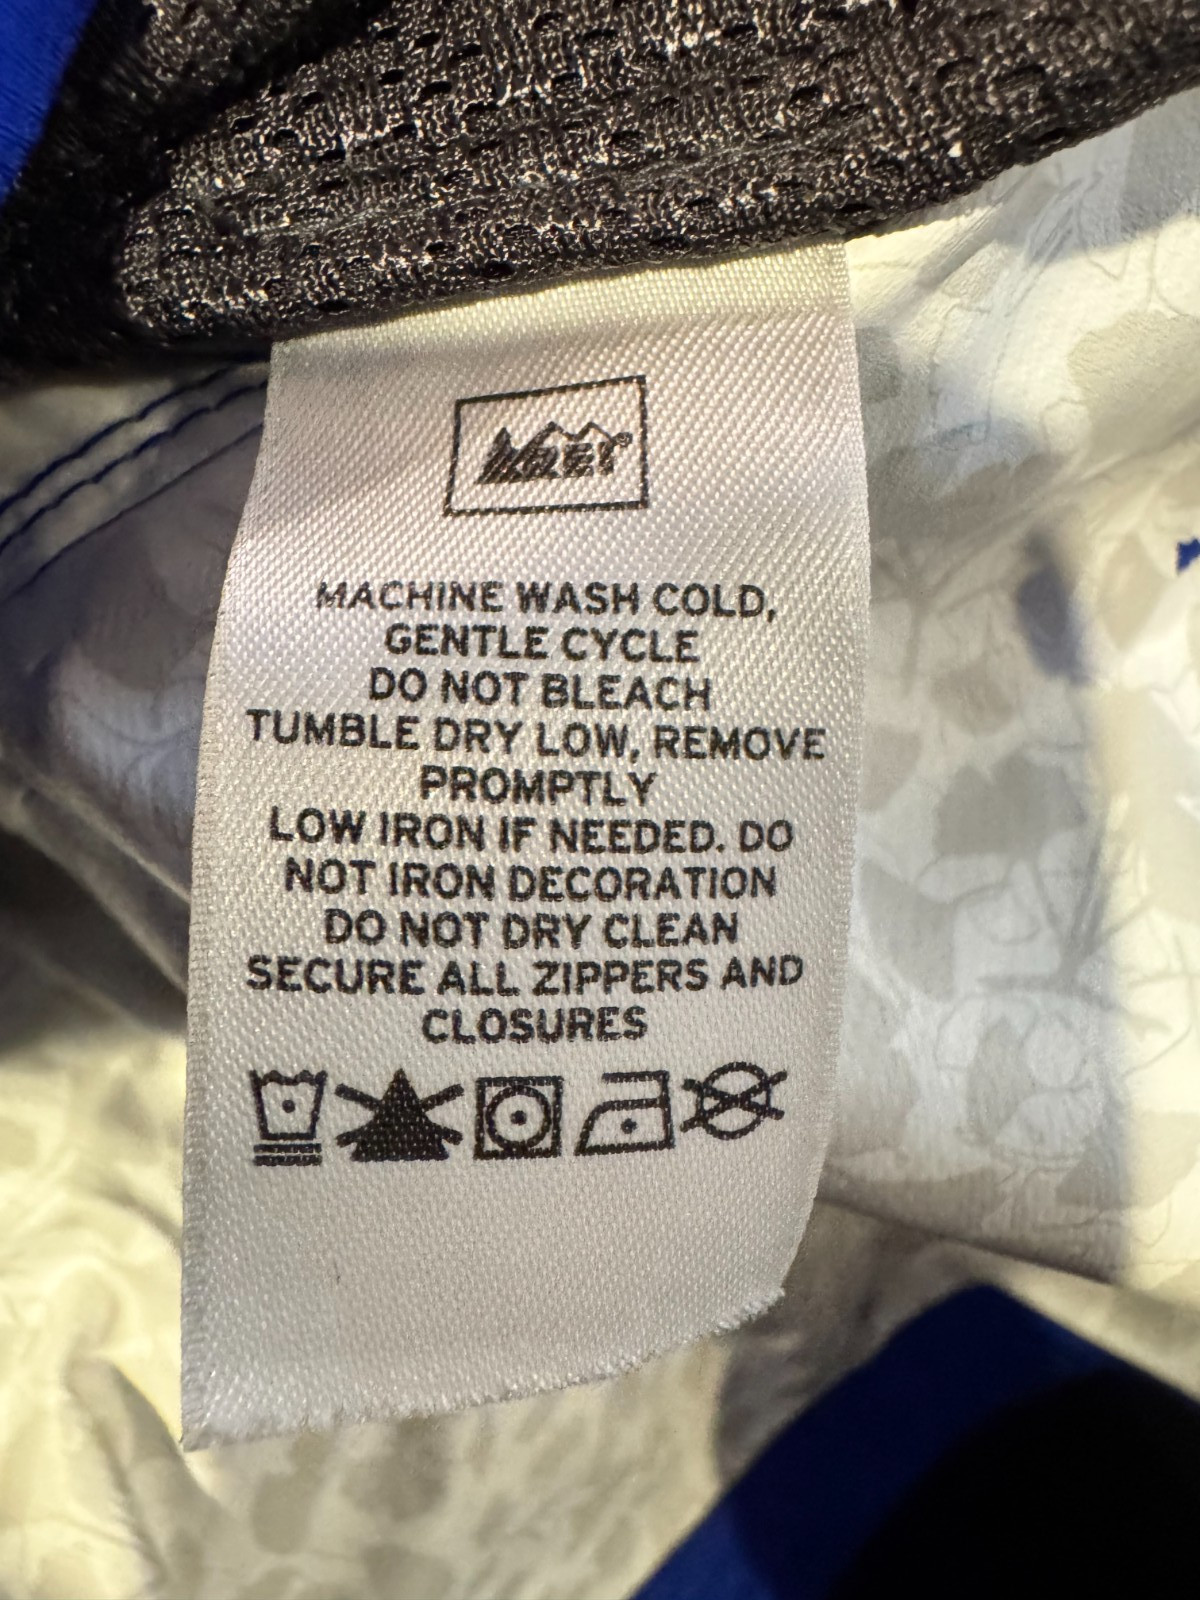 REI®
MACHINE WASH COLD,
GENTLE CYCLE
DO NOT BLEACH
TUMBLE DRY LOW, REMOVE
PROMPTLY
LOW IRON IF NEEDED. DO
NOT IRON DECORATION
DO NOT DRY CLEAN
SECURE ALL ZIPPERS AND
CLOSURES